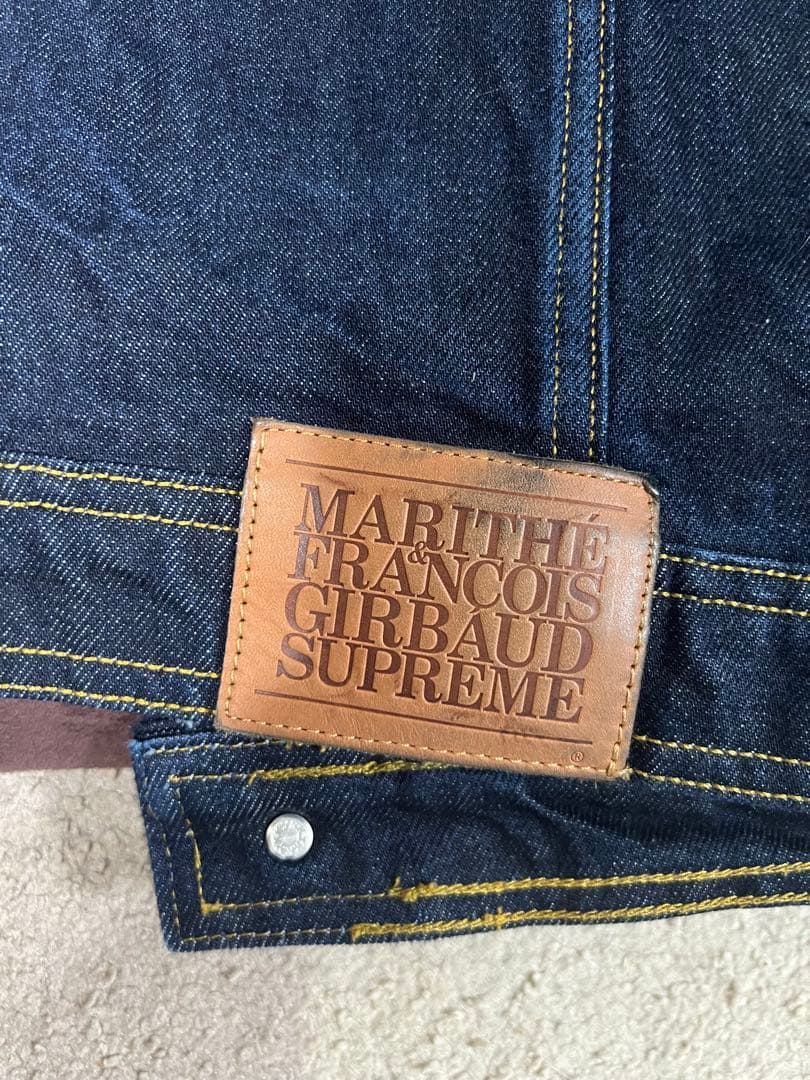 MARITHÉ
&
FRANÇOIS
GIRBAUD
SUPREME
®